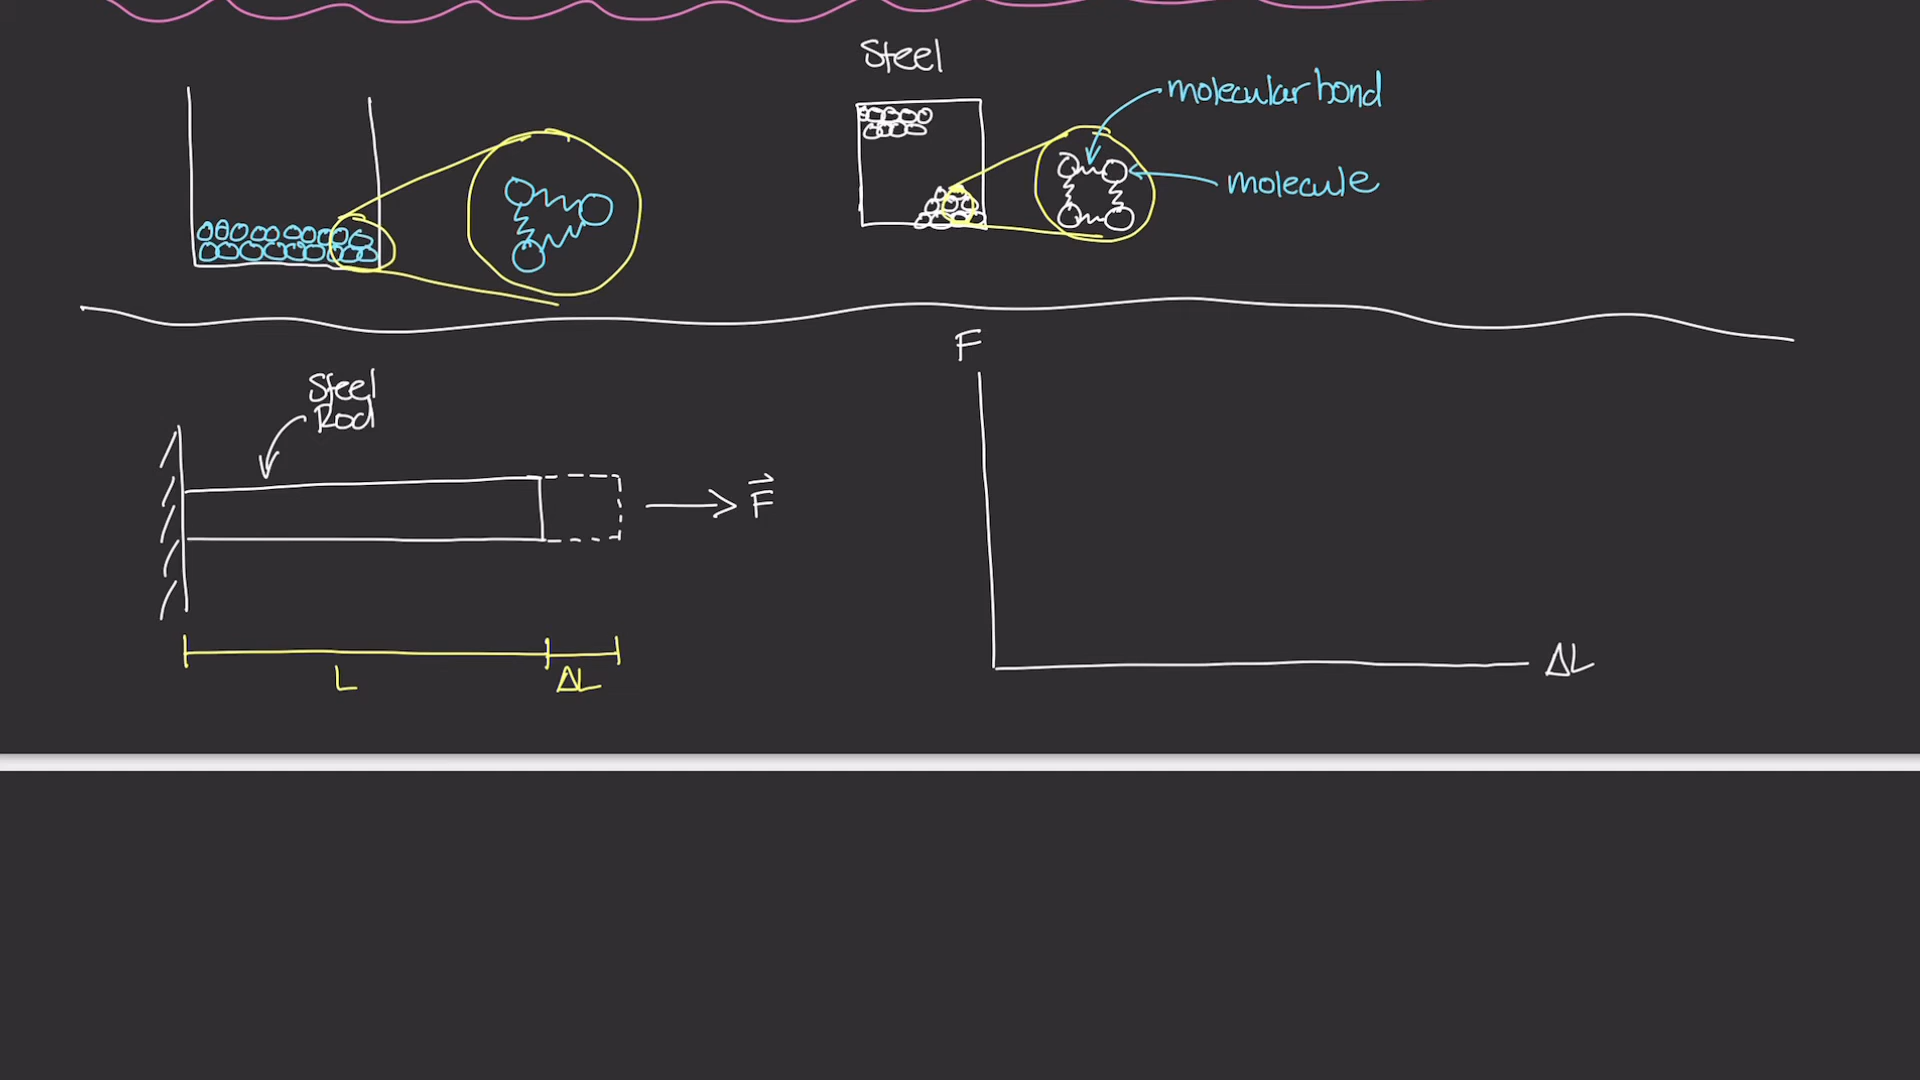 Steel
molecular bond
molecule
F
Steel
Rod
F
L
ΔL
ΔL